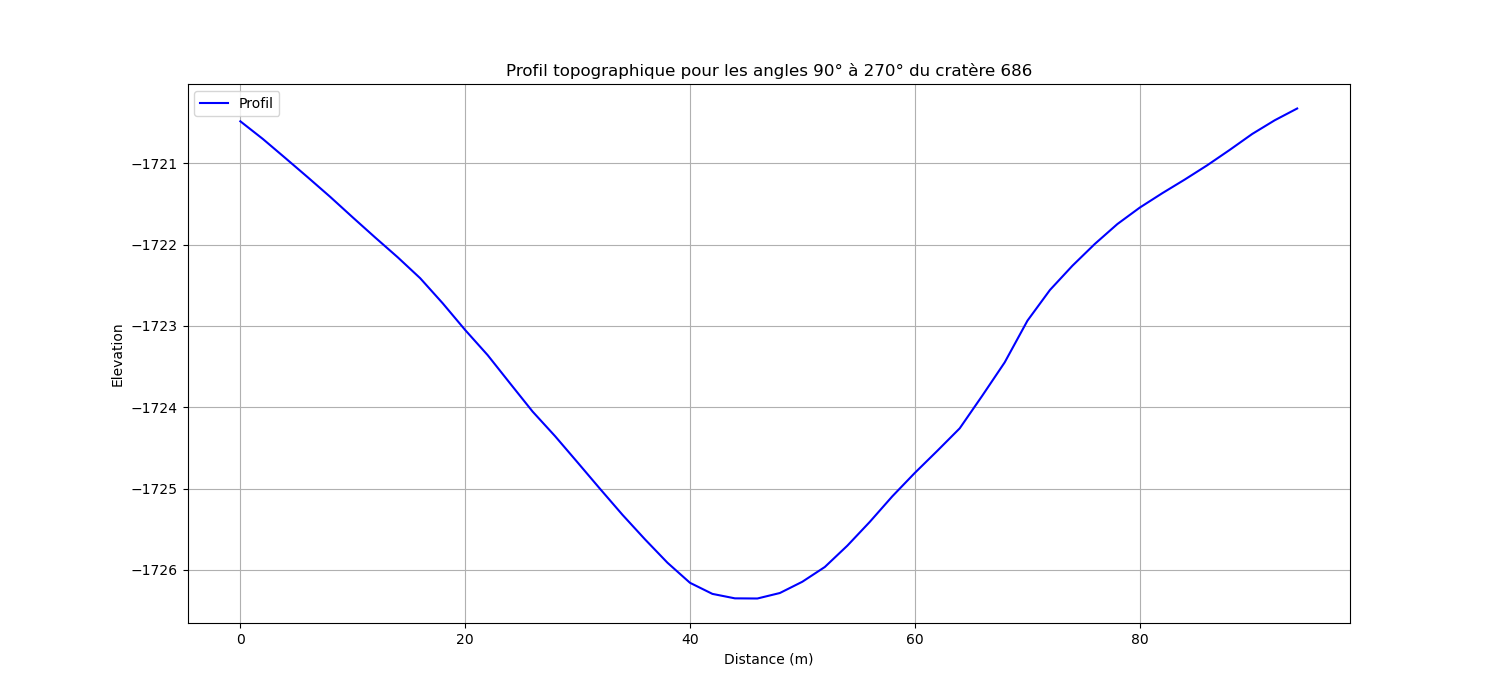 Profil topographique pour les angles 90° à 270° du cratère 686
Profil
−1721
−1722
−1723
−1724
−1725
−1726
Elevation
0 20 40 60 80
Distance (m)